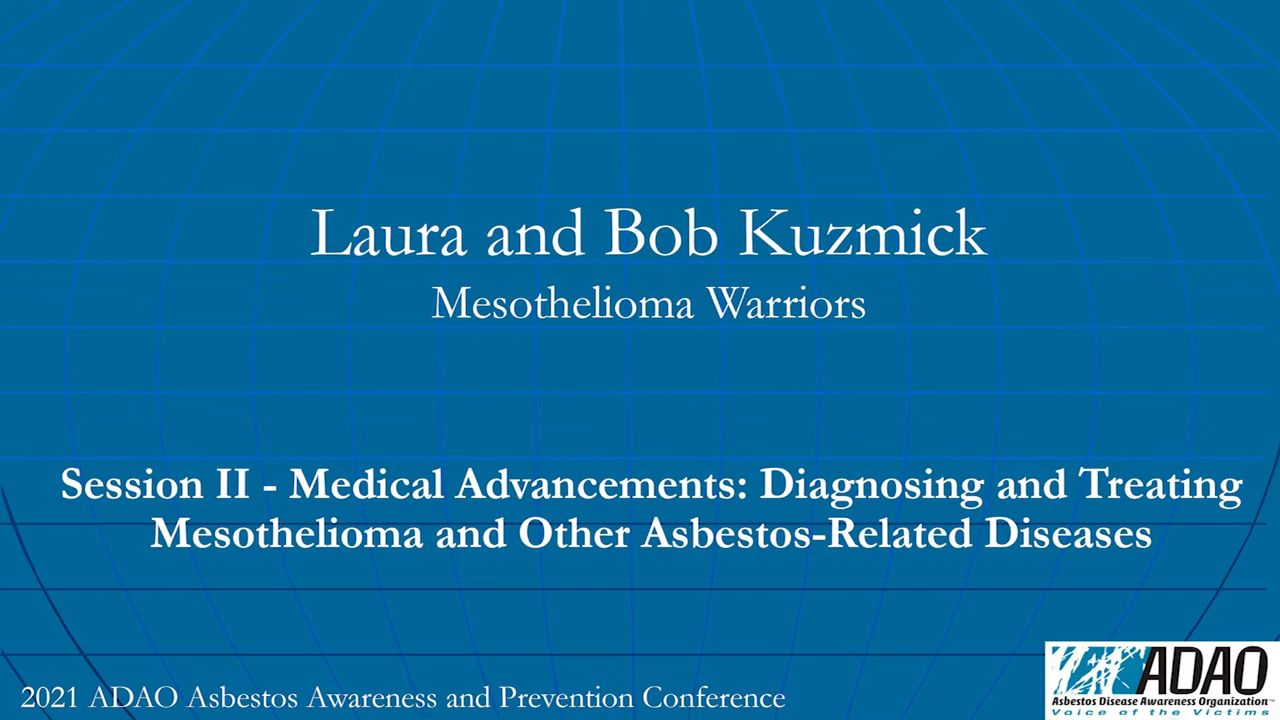 Laura and Bob Kuzmick
Mesothelioma Warriors
Session II - Medical Advancements: Diagnosing and Treating
Mesothelioma and Other Asbestos-Related Diseases
2021 ADAO Asbestos Awareness and Prevention Conference
ADAO
Asbestos Disease Awareness Organization™
Voice of the Victims